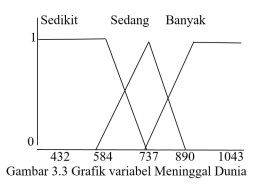 Sedikit Sedang Banyak
1
0
432 584 737 890 1043
Gambar 3.3 Grafik variabel Meninggal Dunia